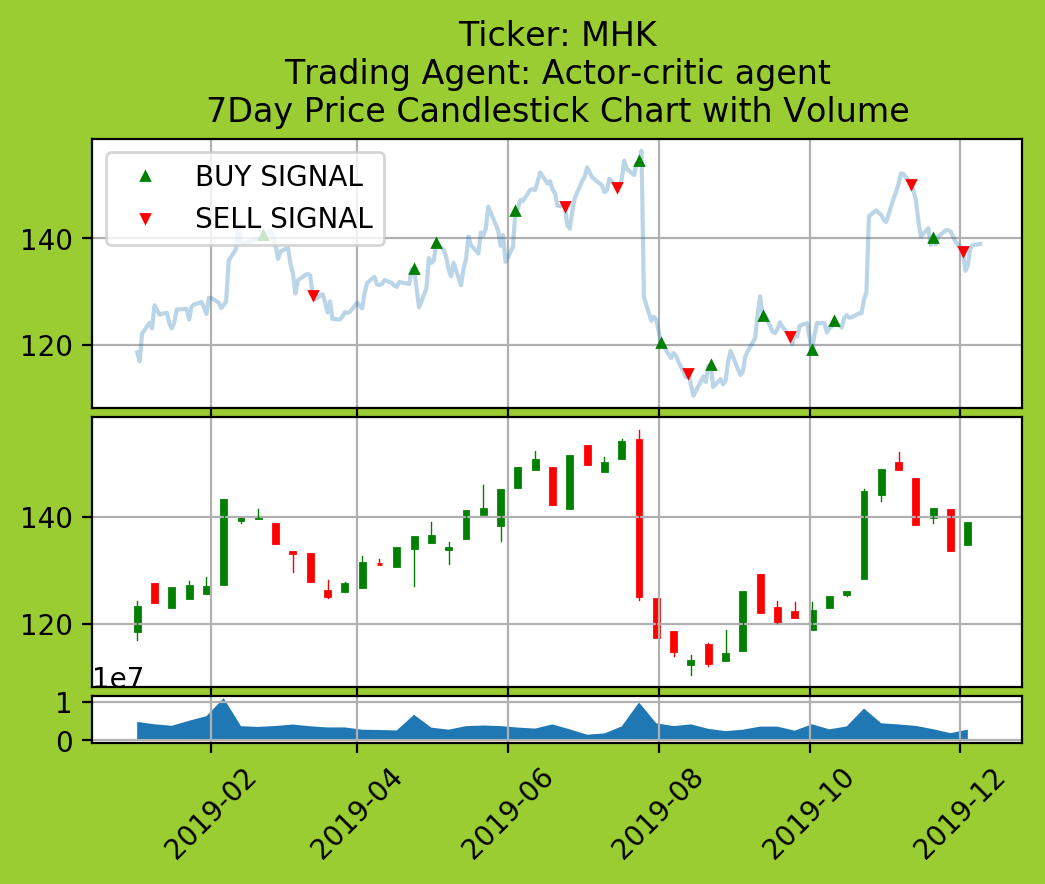 Ticker: MHK
Trading Agent: Actor-critic agent
7Day Price Candlestick Chart with Volume
BUY SIGNAL
SELL SIGNAL
140
120
140
120
1e7
1
0
2019-02
2019-04
2019-06
2019-08
2019-10
2019-12